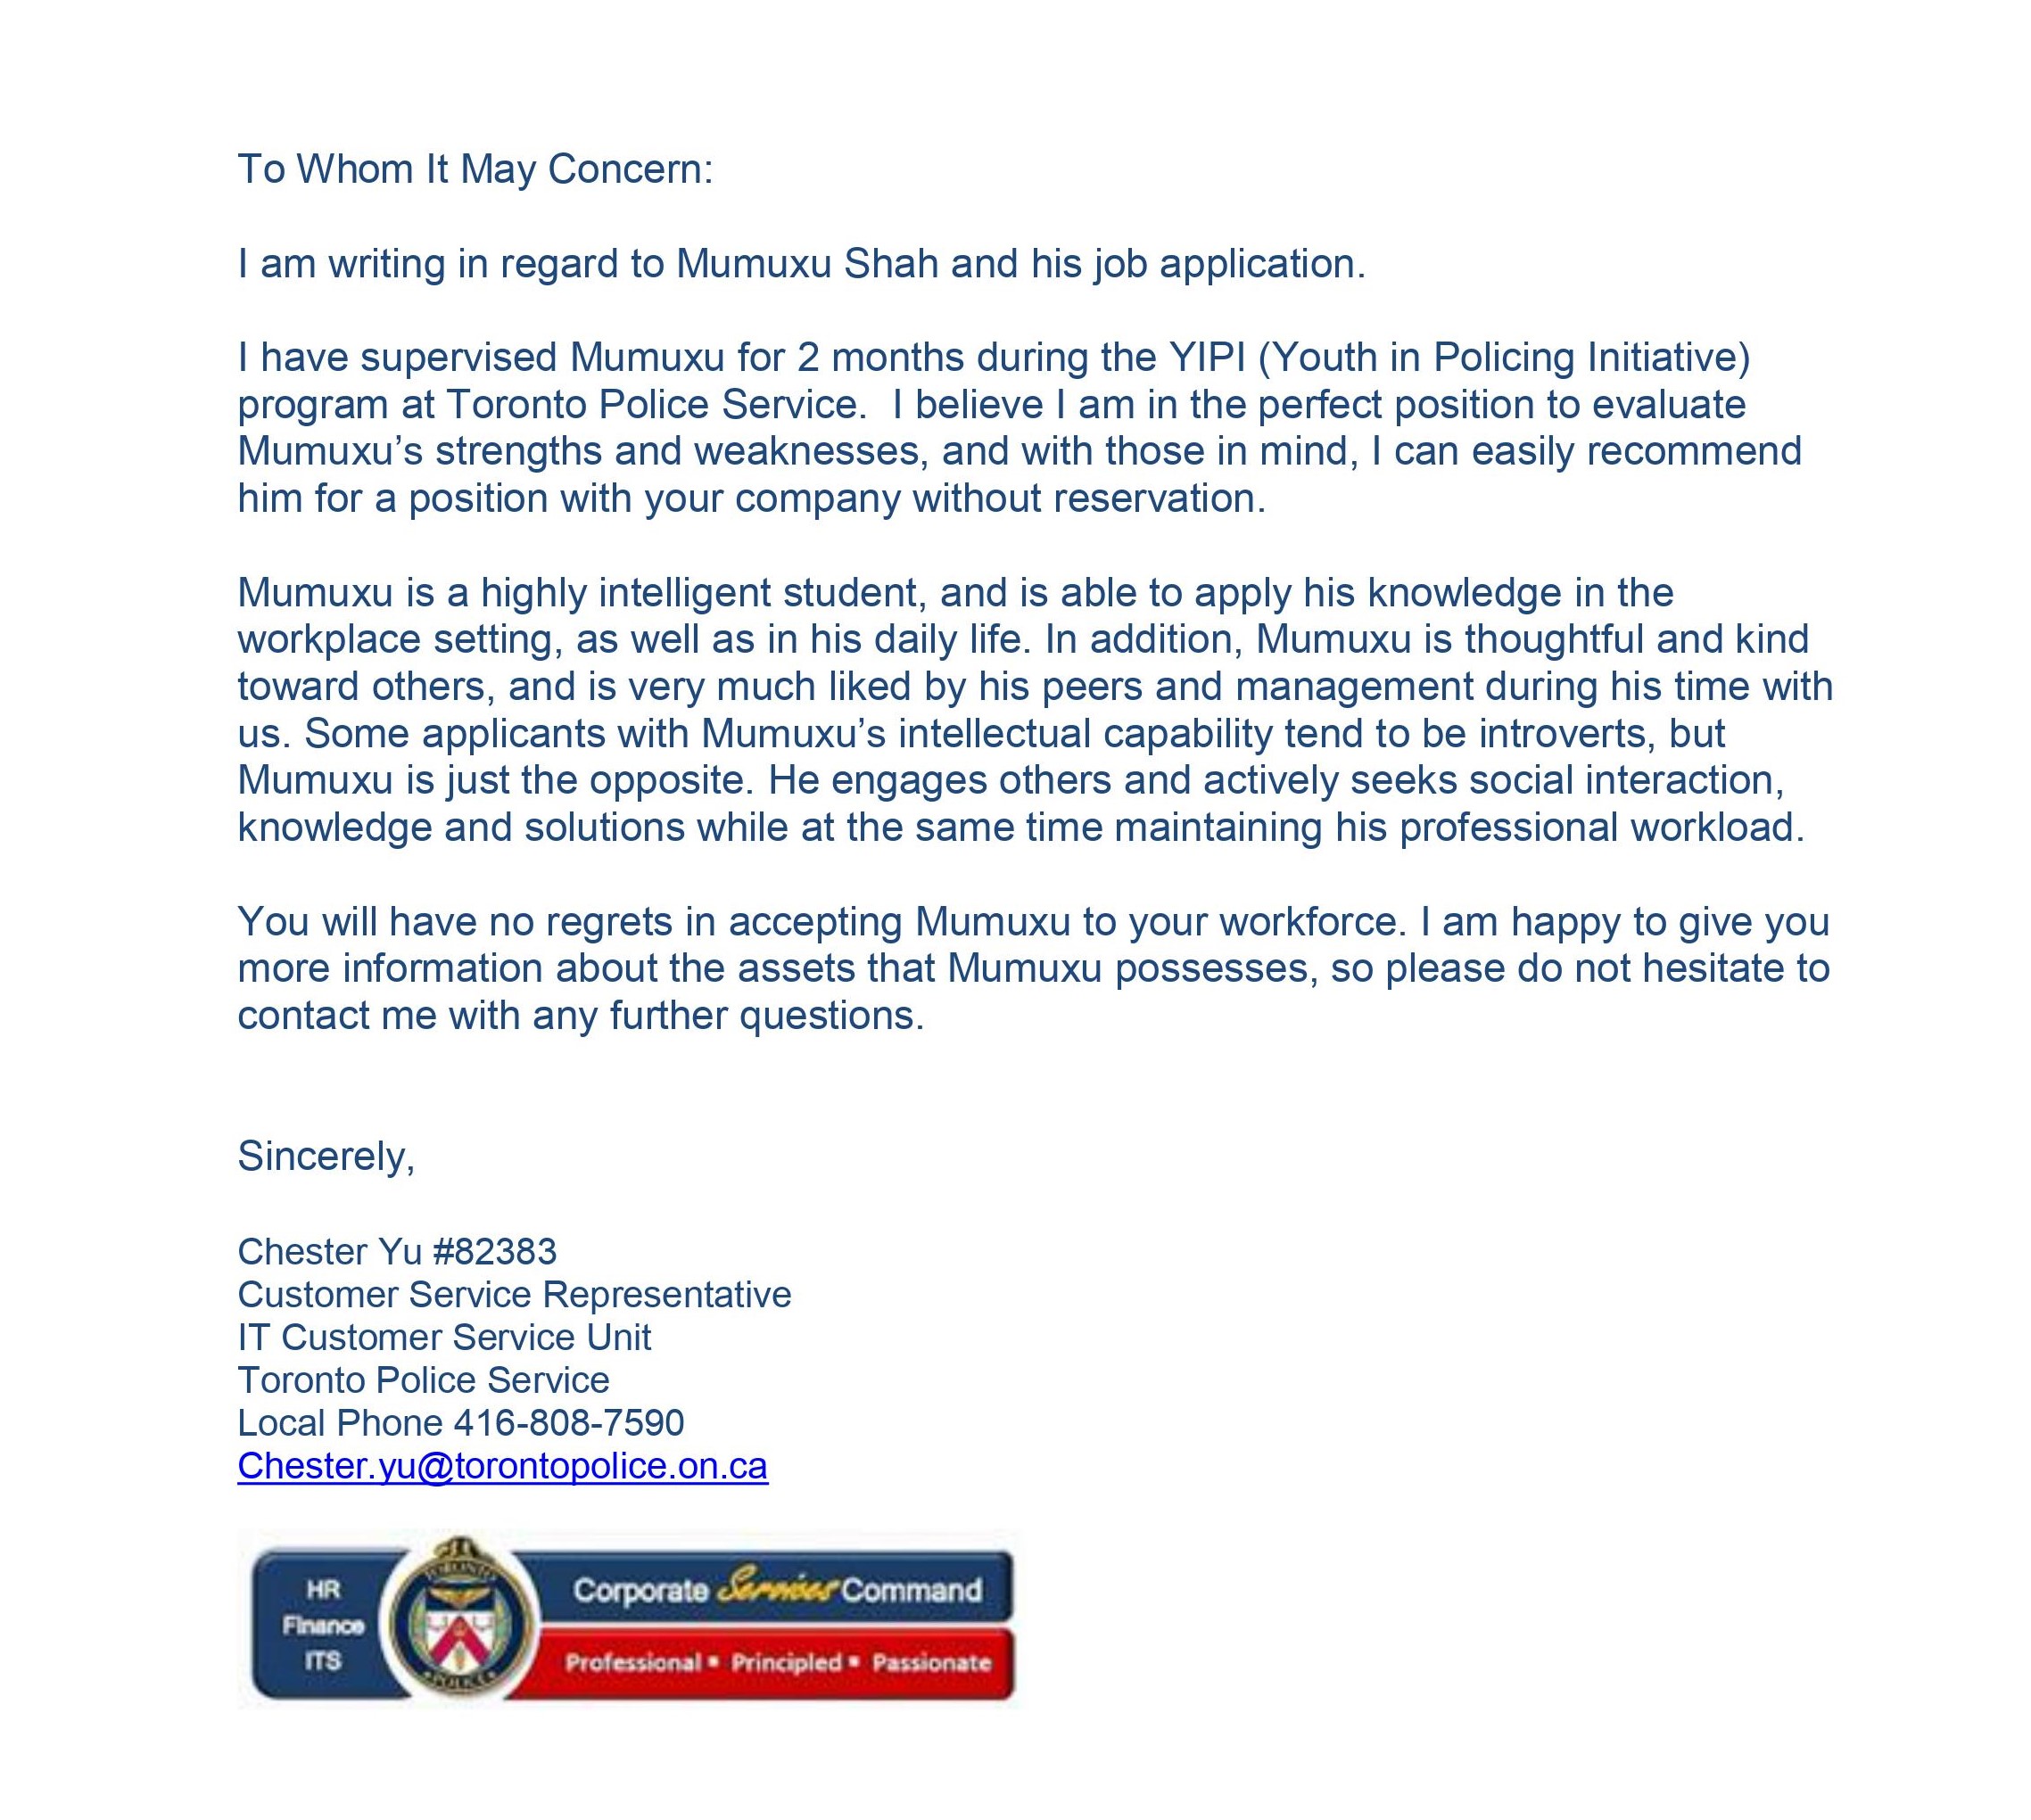 To Whom It May Concern:
I am writing in regard to Mumuxu Shah and his job application.
I have supervised Mumuxu for 2 months during the YIPI (Youth in Policing Initiative)
program at Toronto Police Service.  I believe I am in the perfect position to evaluate
Mumuxu’s strengths and weaknesses, and with those in mind, I can easily recommend
him for a position with your company without reservation.
Mumuxu is a highly intelligent student, and is able to apply his knowledge in the
workplace setting, as well as in his daily life. In addition, Mumuxu is thoughtful and kind
toward others, and is very much liked by his peers and management during his time with
us. Some applicants with Mumuxu’s intellectual capability tend to be introverts, but
Mumuxu is just the opposite. He engages others and actively seeks social interaction,
knowledge and solutions while at the same time maintaining his professional workload.
You will have no regrets in accepting Mumuxu to your workforce. I am happy to give you
more information about the assets that Mumuxu possesses, so please do not hesitate to
contact me with any further questions.
Sincerely,
Chester Yu #82383
Customer Service Representative
IT Customer Service Unit
Toronto Police Service
Local Phone 416-808-7590
Chester.yu@torontopolice.on.ca
HR
Finance
ITS
TORONTO
POLICE
Corporate Services Command
Professional ▪ Principled ▪ Passionate